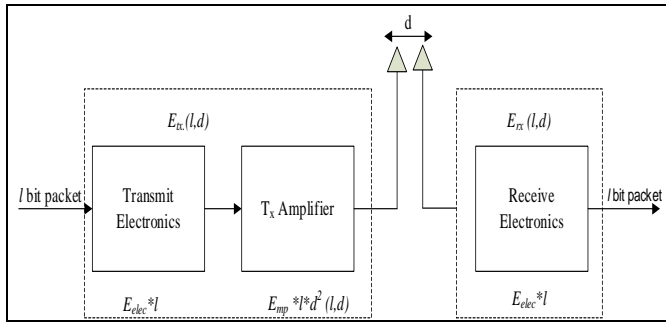 d
E_tx.(l,d)
E_rx (l,d)
l bit packet
Transmit
Electronics
T_x Amplifier
Receive
Electronics
l bit packet
E_elec*l
E_mp *l*d^2 (l,d)
E_elec*l